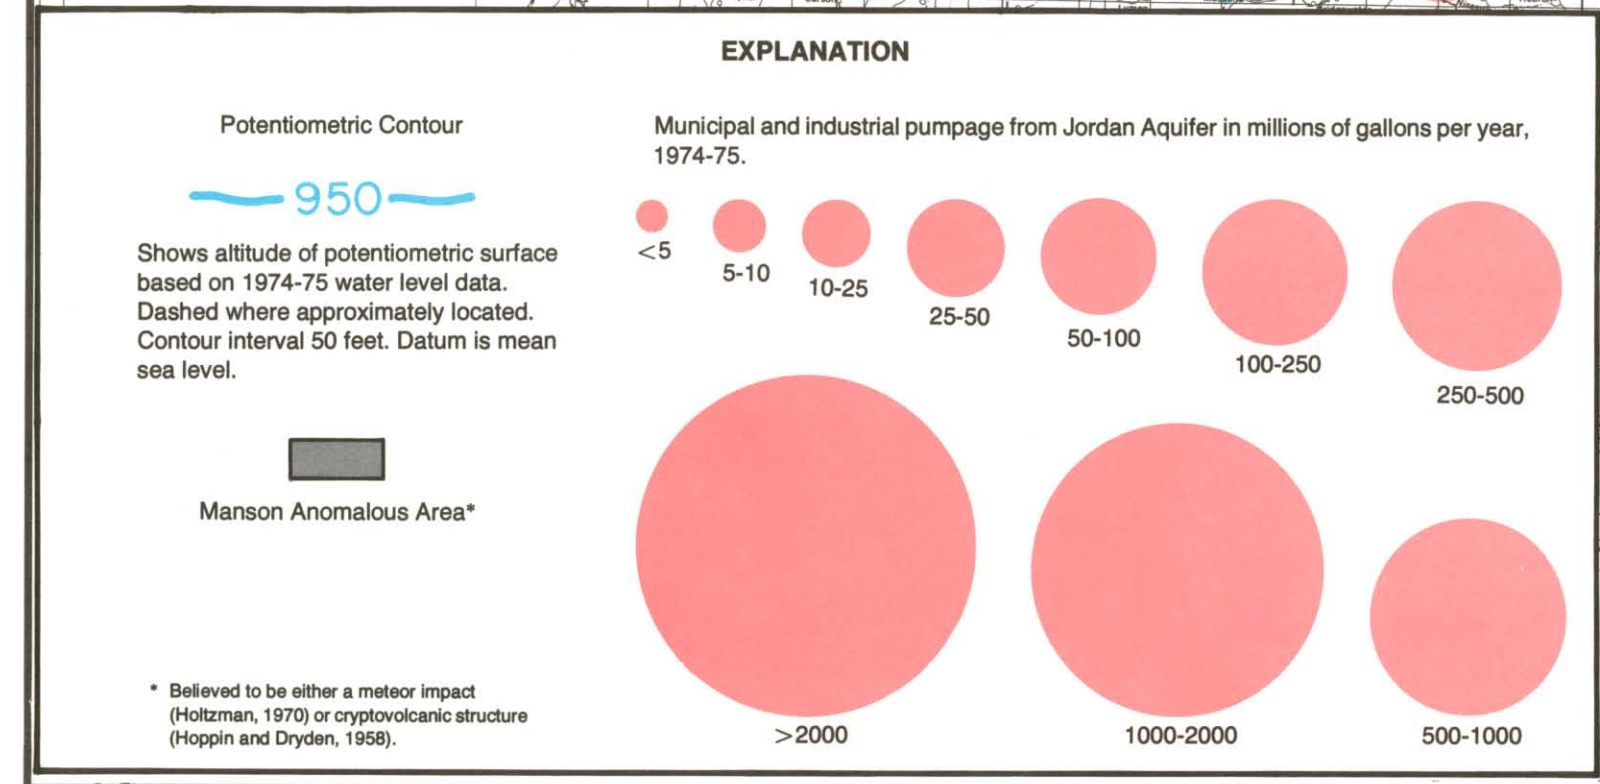 EXPLANATION
Potentiometric Contour
950
Shows altitude of potentiometric surface
based on 1974-75 water level data.
Dashed where approximately located.
Contour interval 50 feet. Datum is mean
sea level.
Manson Anomalous Area*
* Believed to be either a meteor impact
(Holtzman, 1970) or cryptovolcanic structure
(Hoppin and Dryden, 1958).
Municipal and industrial pumpage from Jordan Aquifer in millions of gallons per year,
1974-75.
<5
5-10
10-25
25-50
50-100
100-250
250-500
>2000
1000-2000
500-1000